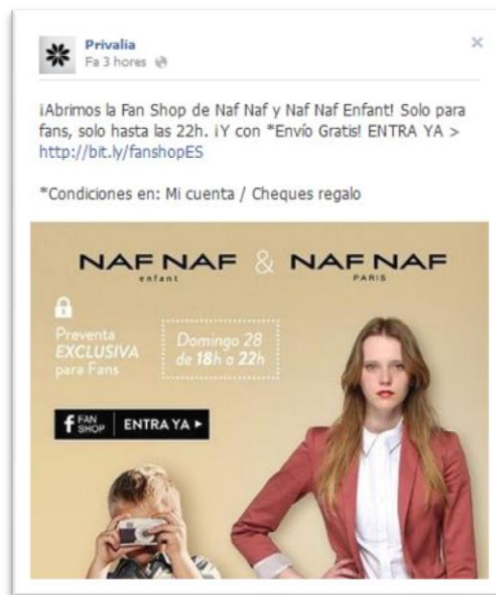 Privalia
Fa 3 hores
¡Abrimos la Fan Shop de Naf Naf y Naf Naf Enfant! Solo para
fans, solo hasta las 22h. ¡Y con *Envío Gratis! ENTRA YA >
http://bit.ly/fanshopES
*Condiciones en: Mi cuenta / Cheques regalo
NAF NAF & NAF NAF
enfant PARIS
Preventa
EXCLUSIVA
para Fans
Domingo 28
de 18h a 22h
f FAN SHOP ENTRA YA